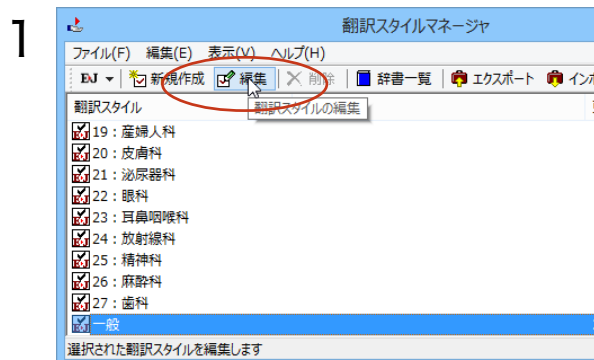 1
翻訳スタイルマネージャ
ファイル(F) 編集(E) 表示(V) ヘルプ(H)
EJ 新規作成 編集 削除 辞書一覧 エクスポート
翻訳スタイル 翻訳スタイルの編集
19：産婦人科
20：皮膚科
21：泌尿器科
22：眼科
23：耳鼻咽喉科
24：放射線科
25：精神科
26：麻酔科
27：歯科
一般
選択された翻訳スタイルを編集します